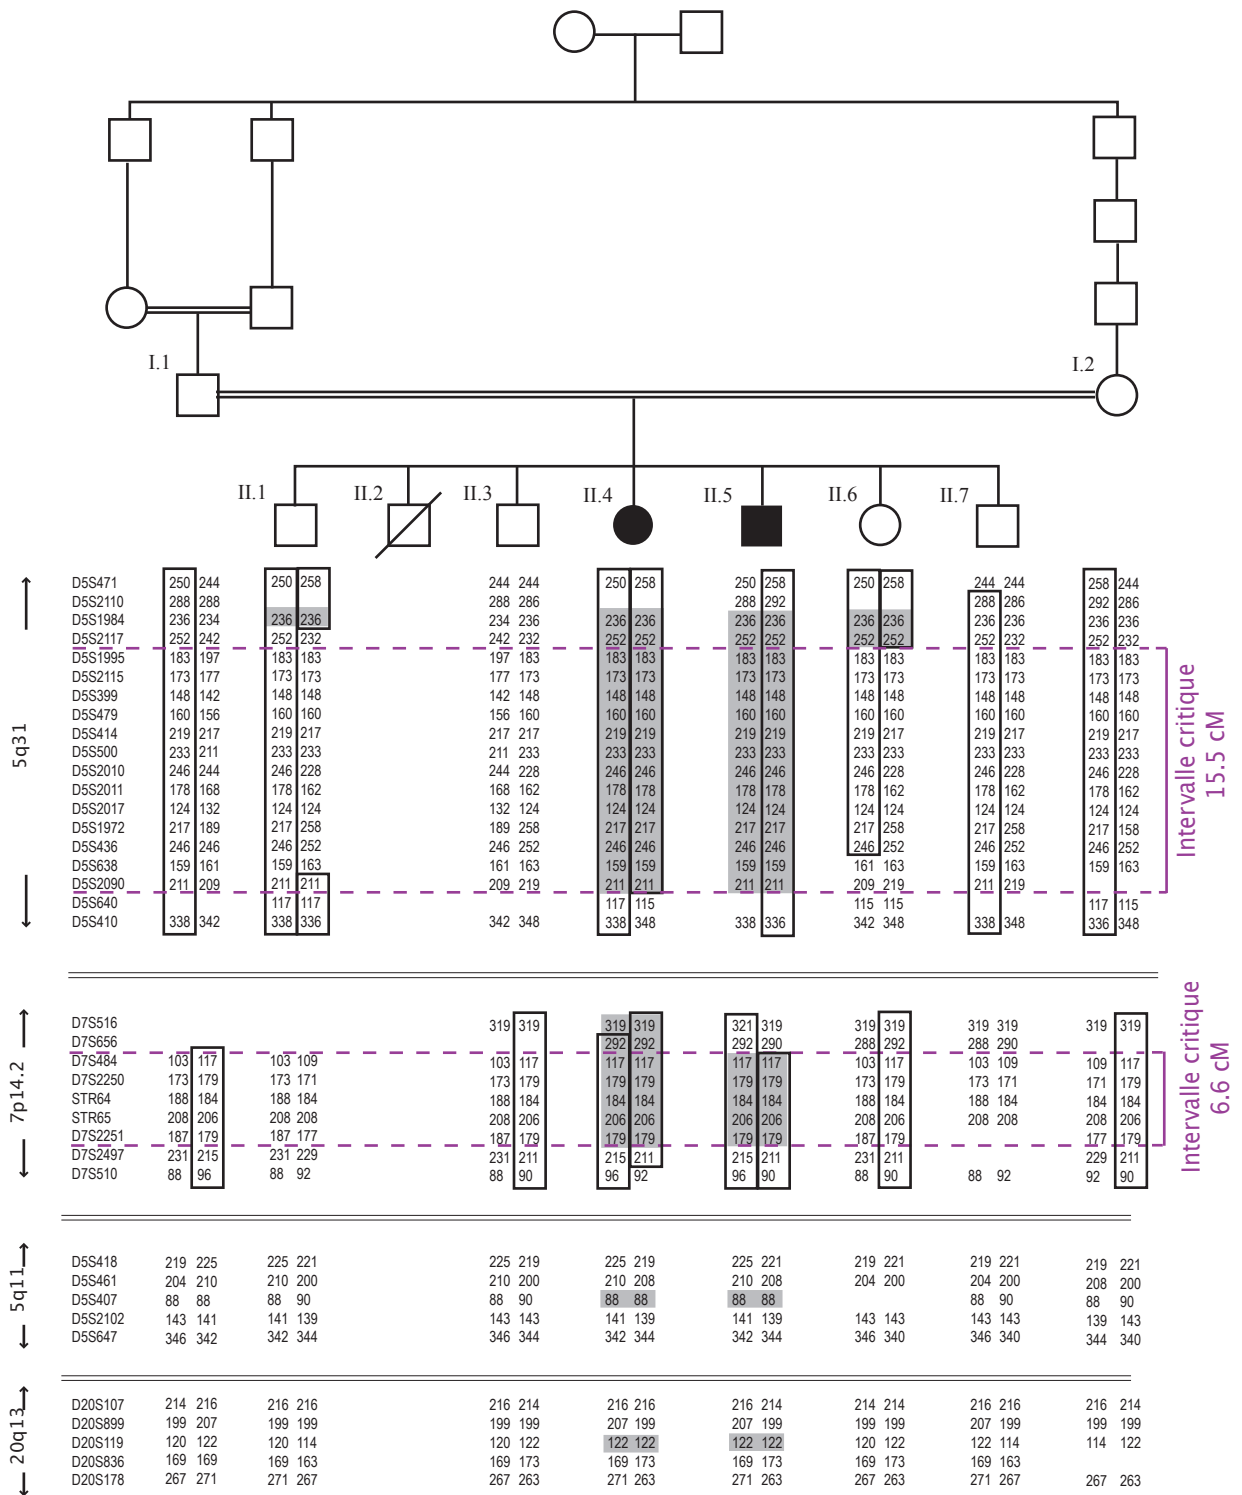 I.1 I.2
II.1 II.2 II.3 II.4 II.5 II.6 II.7
5q31
D5S471 250 244 250 258 244 244 250 258 250 258 250 258 244 244 258 244
D5S2110 288 288 288 286 288 292 288 286 292 286
D5S1984 236 234 236 236 234 236 236 236 236 236 236 236 236 236 236 236
D5S2117 252 242 252 232 242 232 252 252 252 252 252 252 252 232 252 232
D5S1995 183 197 183 183 197 183 183 183 183 183 183 183 183 183 183 183
D5S2115 173 177 173 173 177 173 173 173 173 173 173 173 173 173 173 173
D5S399 148 142 148 148 142 148 148 148 148 148 148 148 148 148 148 148
D5S479 160 156 160 160 156 160 160 160 160 160 160 160 160 160 160 160
D5S414 219 217 219 217 217 217 219 219 219 219 219 217 219 217 219 217
D5S500 233 211 233 233 211 233 233 233 233 233 233 233 233 233 233 233
D5S2010 246 244 246 228 244 228 246 246 246 246 246 228 246 228 246 228
D5S2011 178 168 178 162 168 162 178 178 178 178 178 162 178 162 178 162
D5S2017 124 132 124 124 132 124 124 124 124 124 124 124 124 124 124 124
D5S1972 217 189 217 258 189 258 217 217 217 217 217 258 217 258 217 158
D5S436 246 246 246 252 246 252 246 246 246 246 246 252 246 252 246 252
D5S638 159 161 159 163 161 163 159 159 159 159 161 163 159 163 159 163
D5S2090 211 209 211 211 209 219 211 211 211 211 209 219 211 219
D5S640 117 117 117 115 115 115 117 115
D5S410 338 342 338 336 342 348 338 348 338 336 342 348 338 348 336 348
Intervalle critique
15.5 cM
7p14.2
D7S516 319 319 319 319 321 319 319 319 319 319 319 319
D7S656 292 292 292 290 288 292 288 290
D7S484 103 117 103 109 103 117 117 117 117 117 103 117 103 109 109 117
D7S2250 173 179 173 171 173 179 179 179 179 179 173 179 173 171 171 179
STR64 188 184 188 184 188 184 184 184 184 184 188 184 188 184 184 184
STR65 208 206 208 208 208 206 206 206 206 206 208 206 208 208 208 206
D7S2251 187 179 187 177 187 179 179 179 179 179 187 179 177 179
D7S2497 231 215 231 229 231 211 215 211 215 211 231 211 229 211
D7S510 88 96 88 92 88 90 96 92 96 90 88 90 88 92 92 90
Intervalle critique
6.6 cM
5q11
D5S418 219 225 225 221 225 219 225 219 225 221 219 221 219 221 219 221
D5S461 204 210 210 200 210 200 210 208 210 208 204 200 204 200 208 200
D5S407 88 88 88 90 88 90 88 88 88 88 88 90 88 90
D5S2102 143 141 141 139 143 143 141 139 141 139 143 143 143 143 139 143
D5S647 346 342 342 344 346 344 342 344 342 344 346 340 346 340 344 340
20q13
D20S107 214 216 216 216 216 214 216 216 216 214 214 214 216 216 216 214
D20S899 199 207 199 199 199 199 207 199 207 199 199 199 207 199 199 199
D20S119 120 122 120 114 120 122 122 122 122 122 120 122 122 114 114 122
D20S836 169 169 169 163 169 173 169 173 169 173 169 173 169 163
D20S178 267 271 271 267 267 263 271 263 271 263 267 263 271 267 267 263